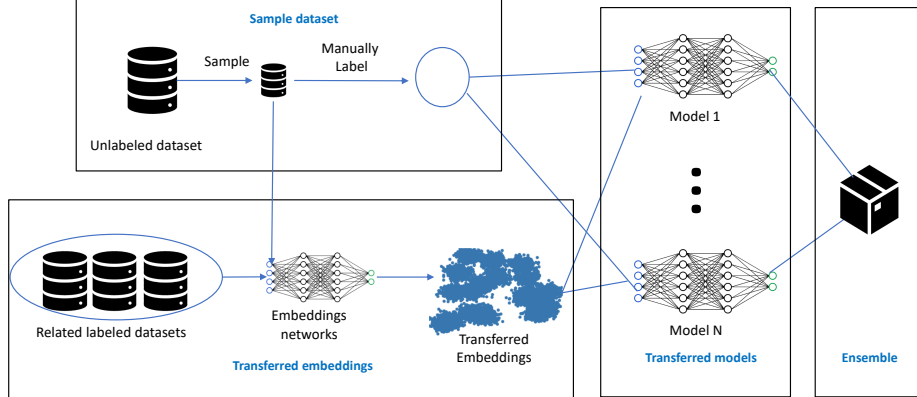 Sample dataset
Sample
Manually
Label
Unlabeled dataset
Model 1
Related labeled datasets
Embeddings
networks
Transferred
Embeddings
Transferred embeddings
Model N
Transferred models
Ensemble